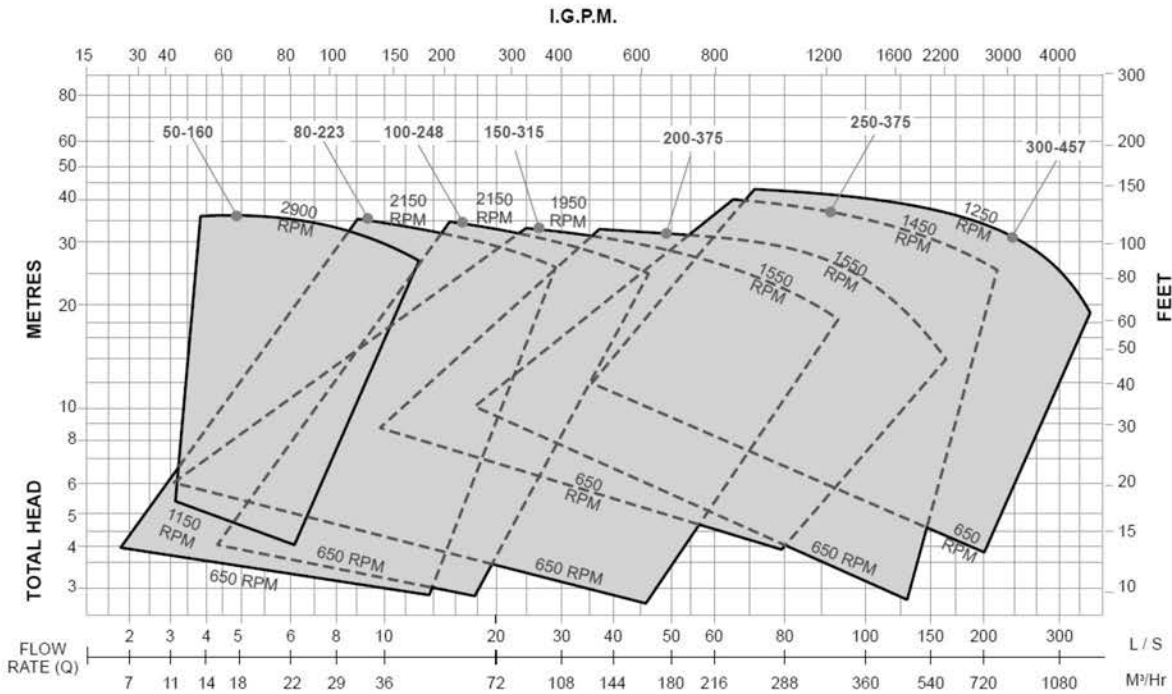 I.G.P.M.
15 30 40 60 80 100 150 200 300 400 600 800 1200 1600 2200 3000 4000
80
60
50
40
30
20
10
8
6
5
4
3
METRES
TOTAL HEAD
300
200
150
100
80
60
50
40
30
20
15
10
FEET
50-160
80-223
100-248
150-315
200-375
250-375
300-457
2900
RPM
2150
RPM
2150
RPM
1950
RPM
1550
RPM
1550
RPM
1450
RPM
1250
RPM
1150
RPM
650 RPM
650 RPM
650 RPM
650
RPM
650 RPM
650
RPM
FLOW
RATE (Q)
2 3 4 5 6 8 10 20 30 40 50 60 80 100 150 200 300 L / S
7 11 14 18 22 29 36 72 108 144 180 216 288 360 540 720 1080 M³/Hr